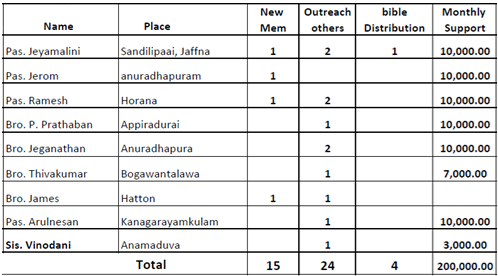 Name Place New Mem Outreach others bible Distribution Monthly Support
Pas. Jeyamalini Sandilipaai, Jaffna 1 2 1 10,000.00
Pas. Jerom anuradhapuram 1 10,000.00
Pas. Ramesh Horana 1 2 10,000.00
Bro. P. Prathaban Appiradurai 1 10,000.00
Bro. Jeganathan Anuradhapura 2 10,000.00
Bro. Thivakumar Bogawantalawa 1 7,000.00
Bro. James Hatton 1 1
Pas. Arulnesan Kanagarayamkulam 1 10,000.00
Sis. Vinodani Anamaduva 1 3,000.00
Total 15 24 4 200,000.00